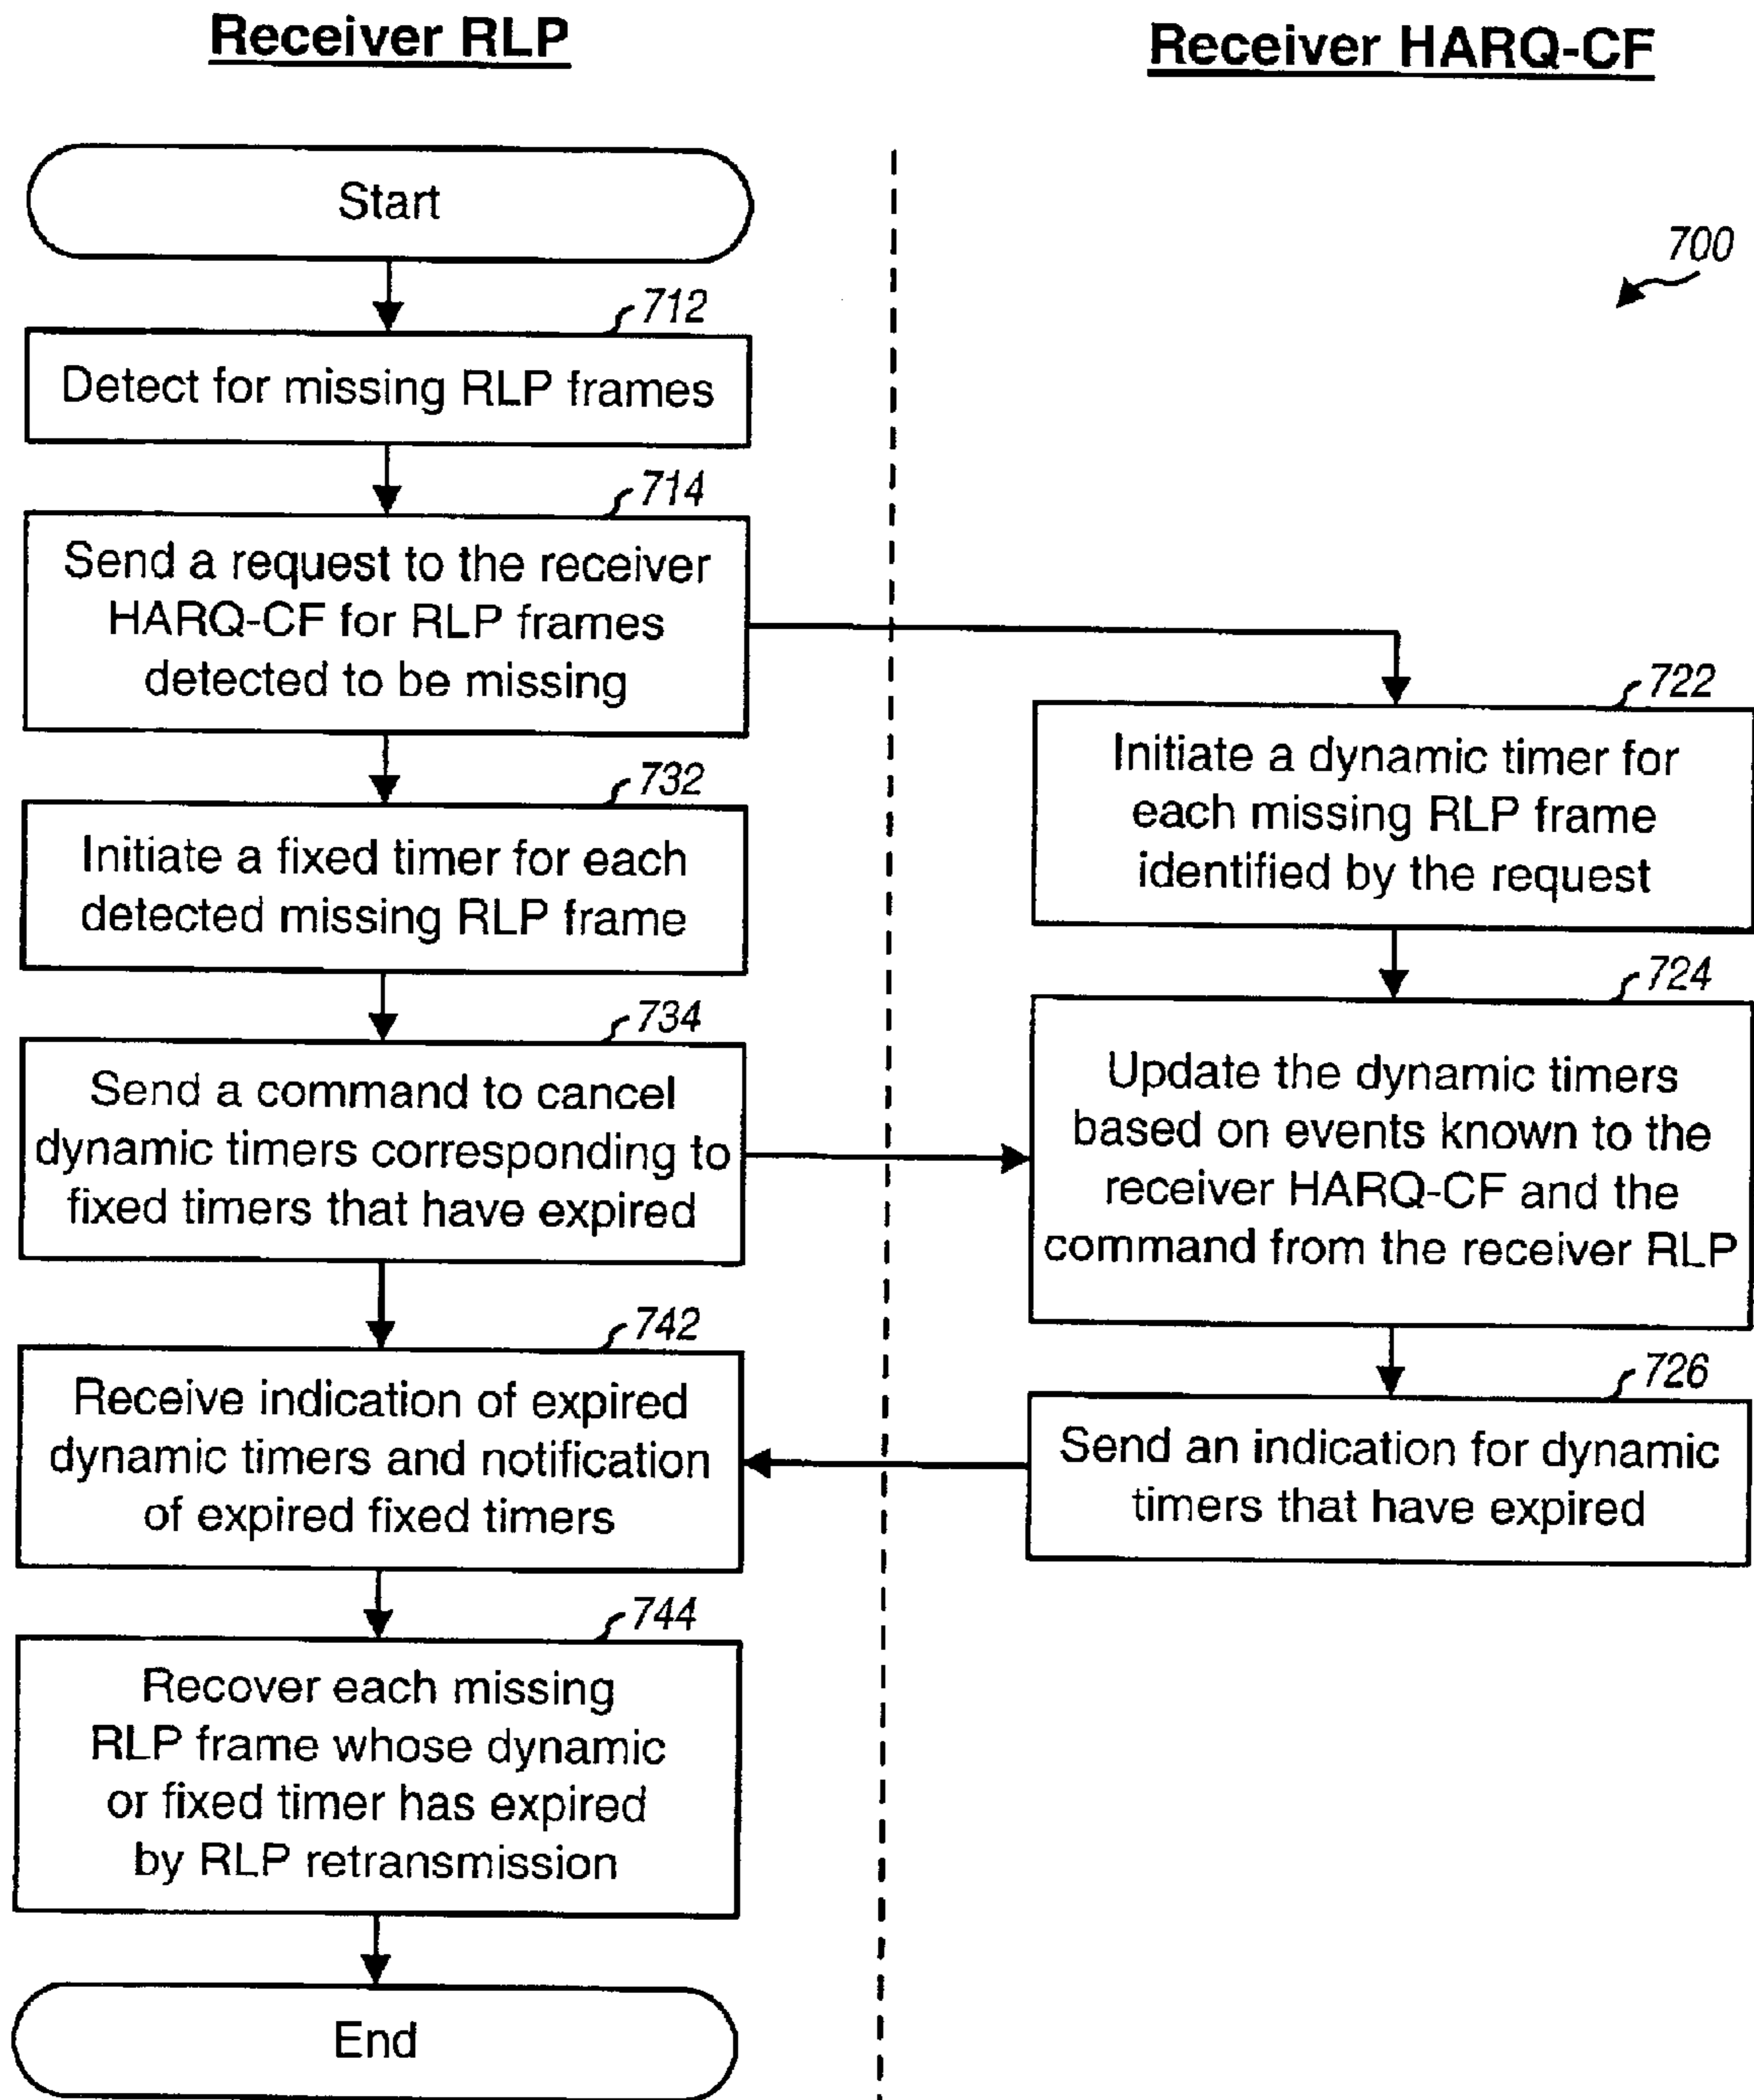 Receiver RLP
Receiver HARQ-CF
Start
700
712
Detect for missing RLP frames
714
Send a request to the receiver
HARQ-CF for RLP frames
detected to be missing
722
Initiate a dynamic timer for
each missing RLP frame
identified by the request
732
Initiate a fixed timer for each
detected missing RLP frame
724
Update the dynamic timers
based on events known to the
receiver HARQ-CF and the
command from the receiver RLP
734
Send a command to cancel
dynamic timers corresponding to
fixed timers that have expired
742
Receive indication of expired
dynamic timers and notification
of expired fixed timers
726
Send an indication for dynamic
timers that have expired
744
Recover each missing
RLP frame whose dynamic
or fixed timer has expired
by RLP retransmission
End